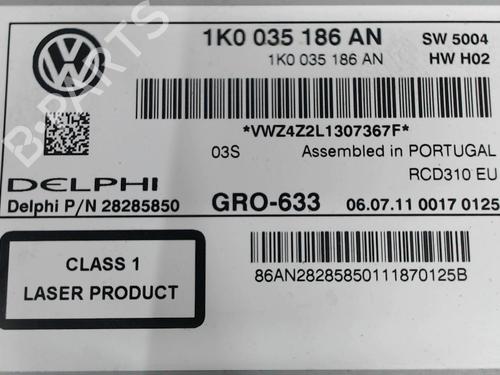 1K0 035 186 AN SW 5004
1K0 035 186 AN HW H02
*VWZ4Z2L1307367F*
03S Assembled in PORTUGAL
RCD310 EU
DELPHI
Delphi P/N 28285850 GRO-633 06.07.11 0017 0125
CLASS 1
LASER PRODUCT
86AN28285850111870125B
B-PARTS